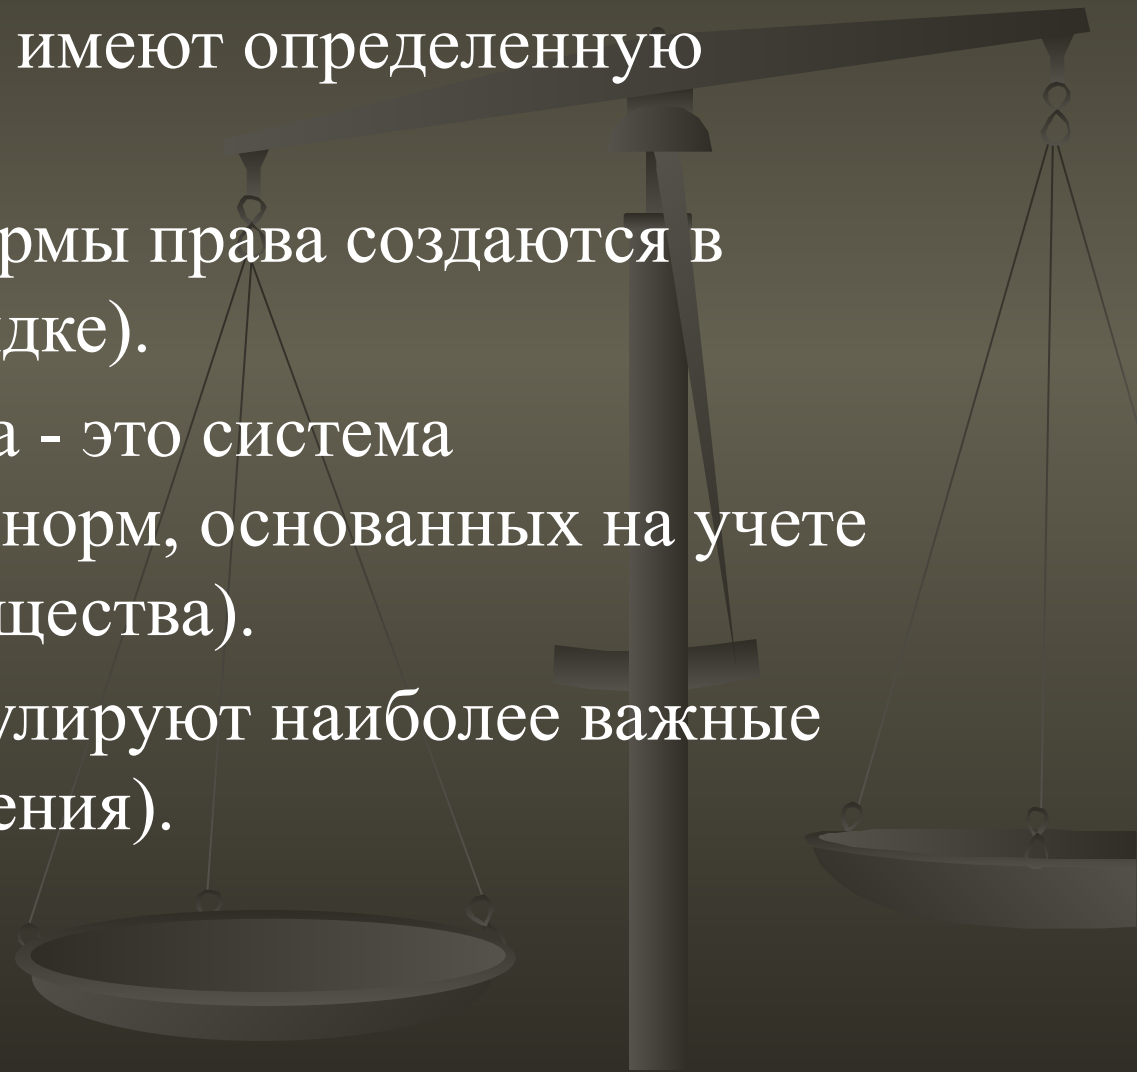 имеют определенную
рмы права создаются в
дке).
а - это система
норм, основанных на учете
щества).
улируют наиболее важные
ения).